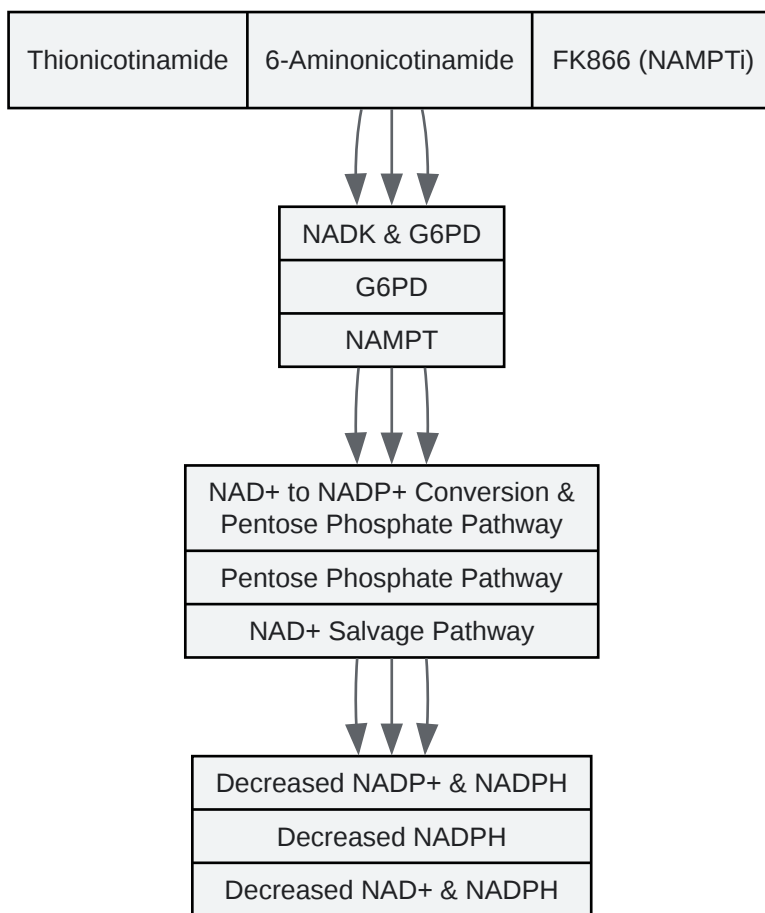 Thionicotinamide
6-Aminonicotinamide
FK866 (NAMPTi)
NADK & G6PD
G6PD
NAMPT
NAD+ to NADP+ Conversion &
Pentose Phosphate Pathway
Pentose Phosphate Pathway
NAD+ Salvage Pathway
Decreased NADP+ & NADPH
Decreased NADPH
Decreased NAD+ & NADPH